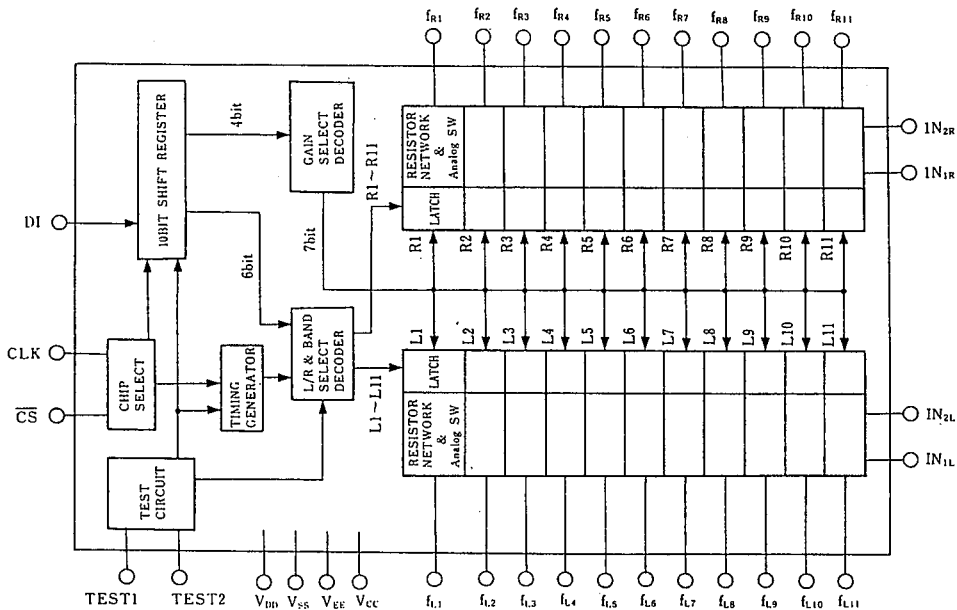 fR1 fR2 fR3 fR4 fR5 fR6 fR7 fR8 fR9 fR10 fR11
10BIT SHIFT REGISTER
4bit
GAIN
SELECT
DECODER
RESISTOR
NETWORK
&
Analog SW
1N2R
1N1R
DI
LATCH
R1~R11
6bit
7bit
R1 R2 R3 R4 R5 R6 R7 R8 R9 R10 R11
CLK
CS
CHIP
SELECT
TIMING
GENERATOR
L/R & BAND
SELECT
DECODER
L1~L11
L1 L2 L3 L4 L5 L6 L7 L8 L9 L10 L11
LATCH
RESISTOR
NETWORK
&
Analog SW
IN2L
IN1L
TEST
CIRCUIT
TEST1 TEST2 VDD VSS VEE VCC fL1 fL2 fL3 fL4 fL5 fL6 fL7 fL8 fL9 fL10 fL11